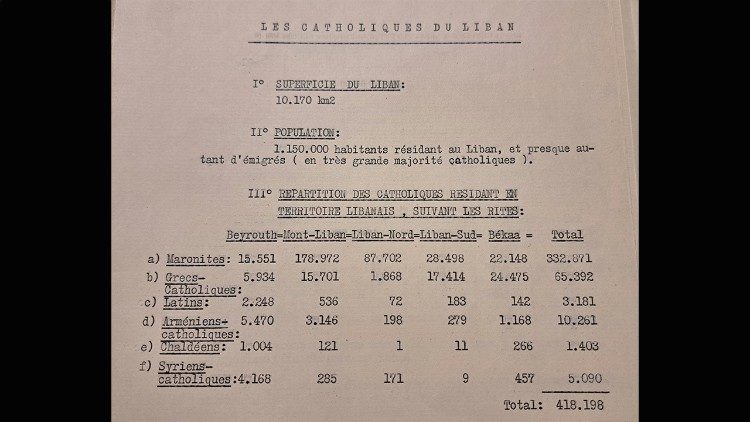 LES CATHOLIQUES DU LIBAN
I° SUPERFICIE DU LIBAN:
10.170 km2
II° POPULATION:
1.150.000 habitants résidant au Liban, et presque au-
tant d'émigrés ( en très grande majorité catholiques ).
III° REPARTITION DES CATHOLIQUES RESIDANT EN
TERRITOIRE LIBANAIS , SUIVANT LES RITES:
Beyrouth=Mont-Liban=Liban-Nord=Liban-Sud= Békaa = Total
a) Maronites: 15.551 178.972 87.702 28.498 22.148 332.871
b) Grecs- 5.934 15.701 1.868 17.414 24.475 65.392
Catholiques:
c) Latins: 2.248 536 72 183 142 3.181
d) Arméniens- 5.470 3.146 198 279 1.168 10.261
catholiques:
e) Chaldéens: 1.004 121 1 11 266 1.403
f) Syriens-
catholiques:4.168 285 171 9 457 5.090
Total: 418.198